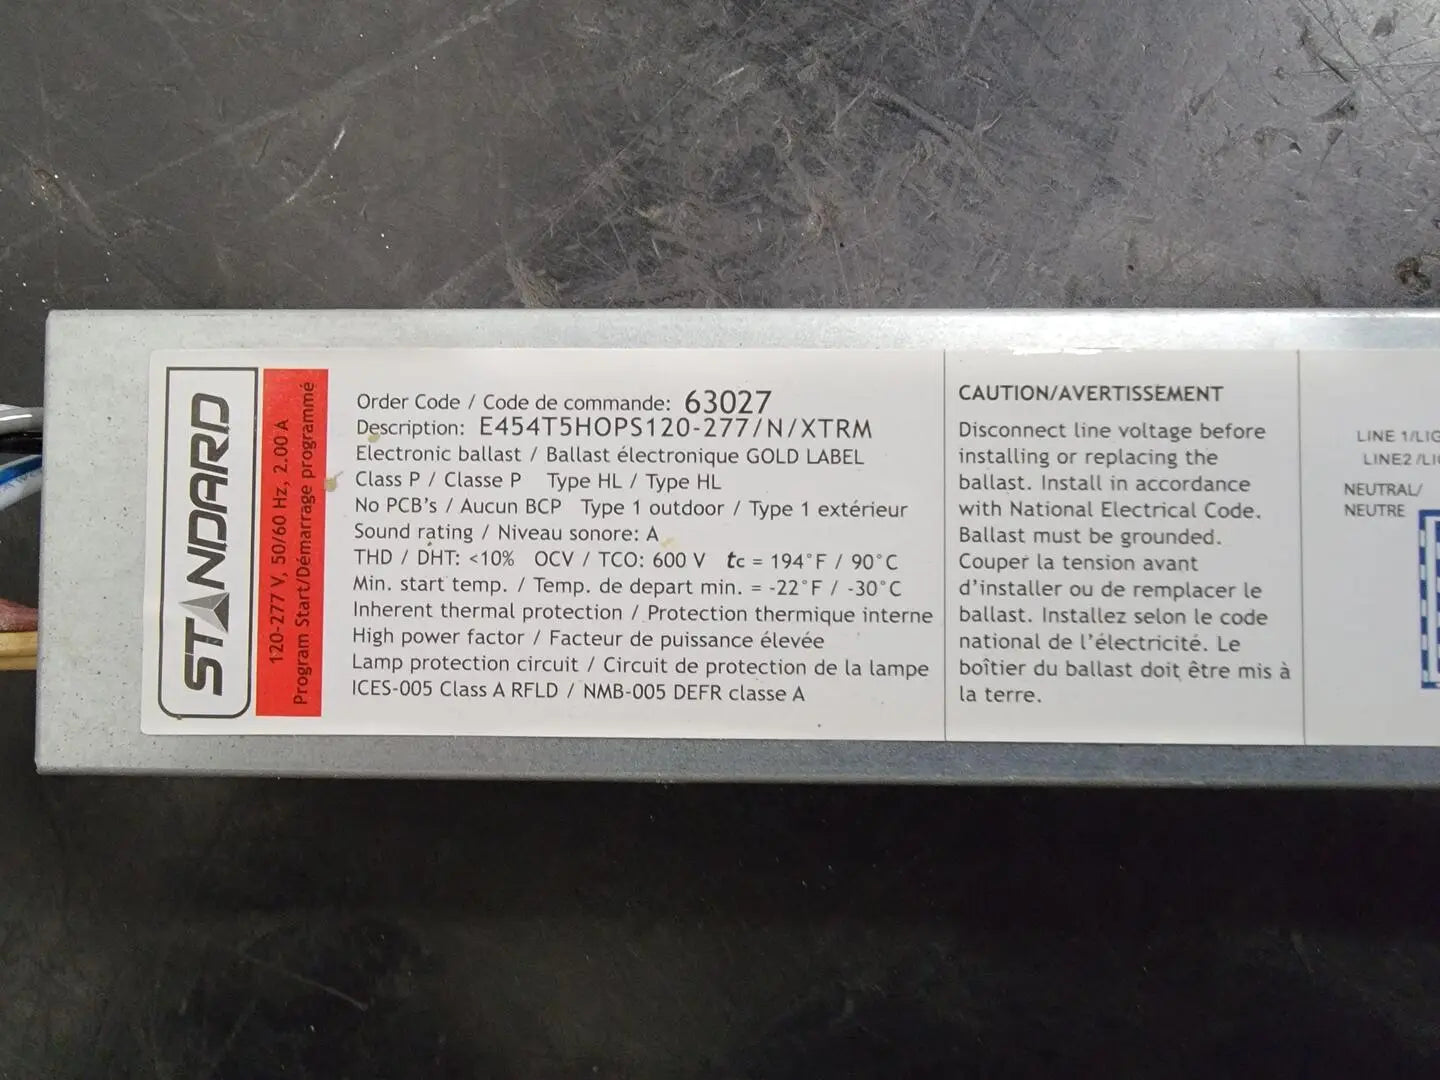 STANDARD
120-277 V, 50/60 Hz, 2.00 A
Program Start/Démarrage programmé
Order Code / Code de commande: 63027
Description: E454T5HOPS120-277/N/XTRM
Electronic ballast / Ballast électronique GOLD LABEL
Class P / Classe P Type HL / Type HL
No PCB's / Aucun BCP Type 1 outdoor / Type 1 extérieur
Sound rating / Niveau sonore: A
THD / DHT: <10% OCV / TCO: 600 V tc = 194°F / 90°C
Min. start temp. / Temp. de depart min. = -22°F / -30°C
Inherent thermal protection / Protection thermique interne
High power factor / Facteur de puissance élevée
Lamp protection circuit / Circuit de protection de la lampe
ICES-005 Class A RFLD / NMB-005 DEFR classe A
CAUTION/AVERTISSEMENT
Disconnect line voltage before
installing or replacing the
ballast. Install in accordance
with National Electrical Code.
Ballast must be grounded.
Couper la tension avant
d'installer ou de remplacer le
ballast. Installez selon le code
national de l'électricité. Le
boîtier du ballast doit être mis à
la terre.
LINE 1/LIG
LINE2 /LI
NEUTRAL/
NEUTRE